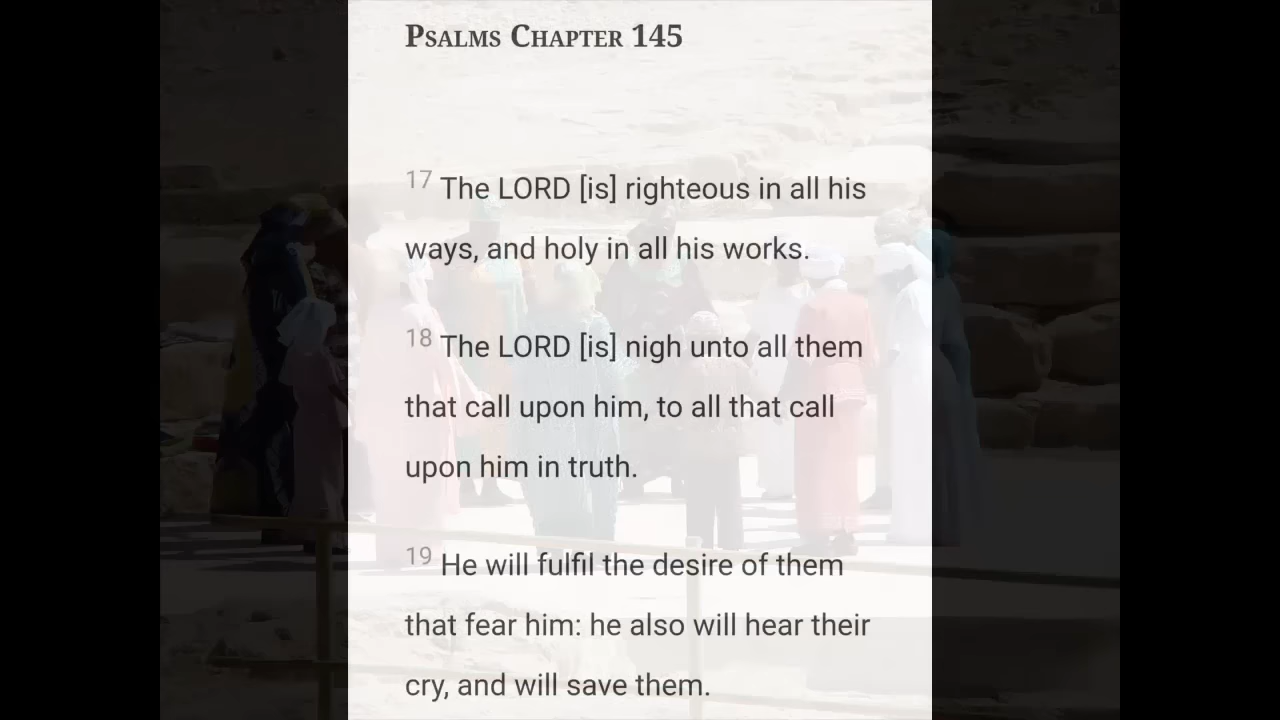 Psalms Chapter 145
17 The LORD [is] righteous in all his
ways, and holy in all his works.
18 The LORD [is] nigh unto all them
that call upon him, to all that call
upon him in truth.
19 He will fulfil the desire of them
that fear him: he also will hear their
cry, and will save them.